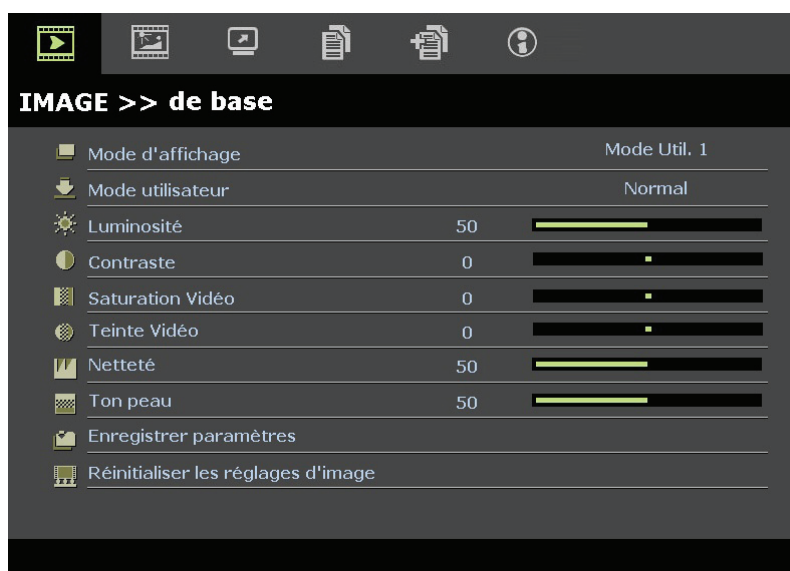 IMAGE >> de base
Mode d'affichage Mode Util. 1
Mode utilisateur Normal
Luminosité 50
Contraste 0
Saturation Vidéo 0
Teinte Vidéo 0
Netteté 50
Ton peau 50
Enregistrer paramètres
Réinitialiser les réglages d'image